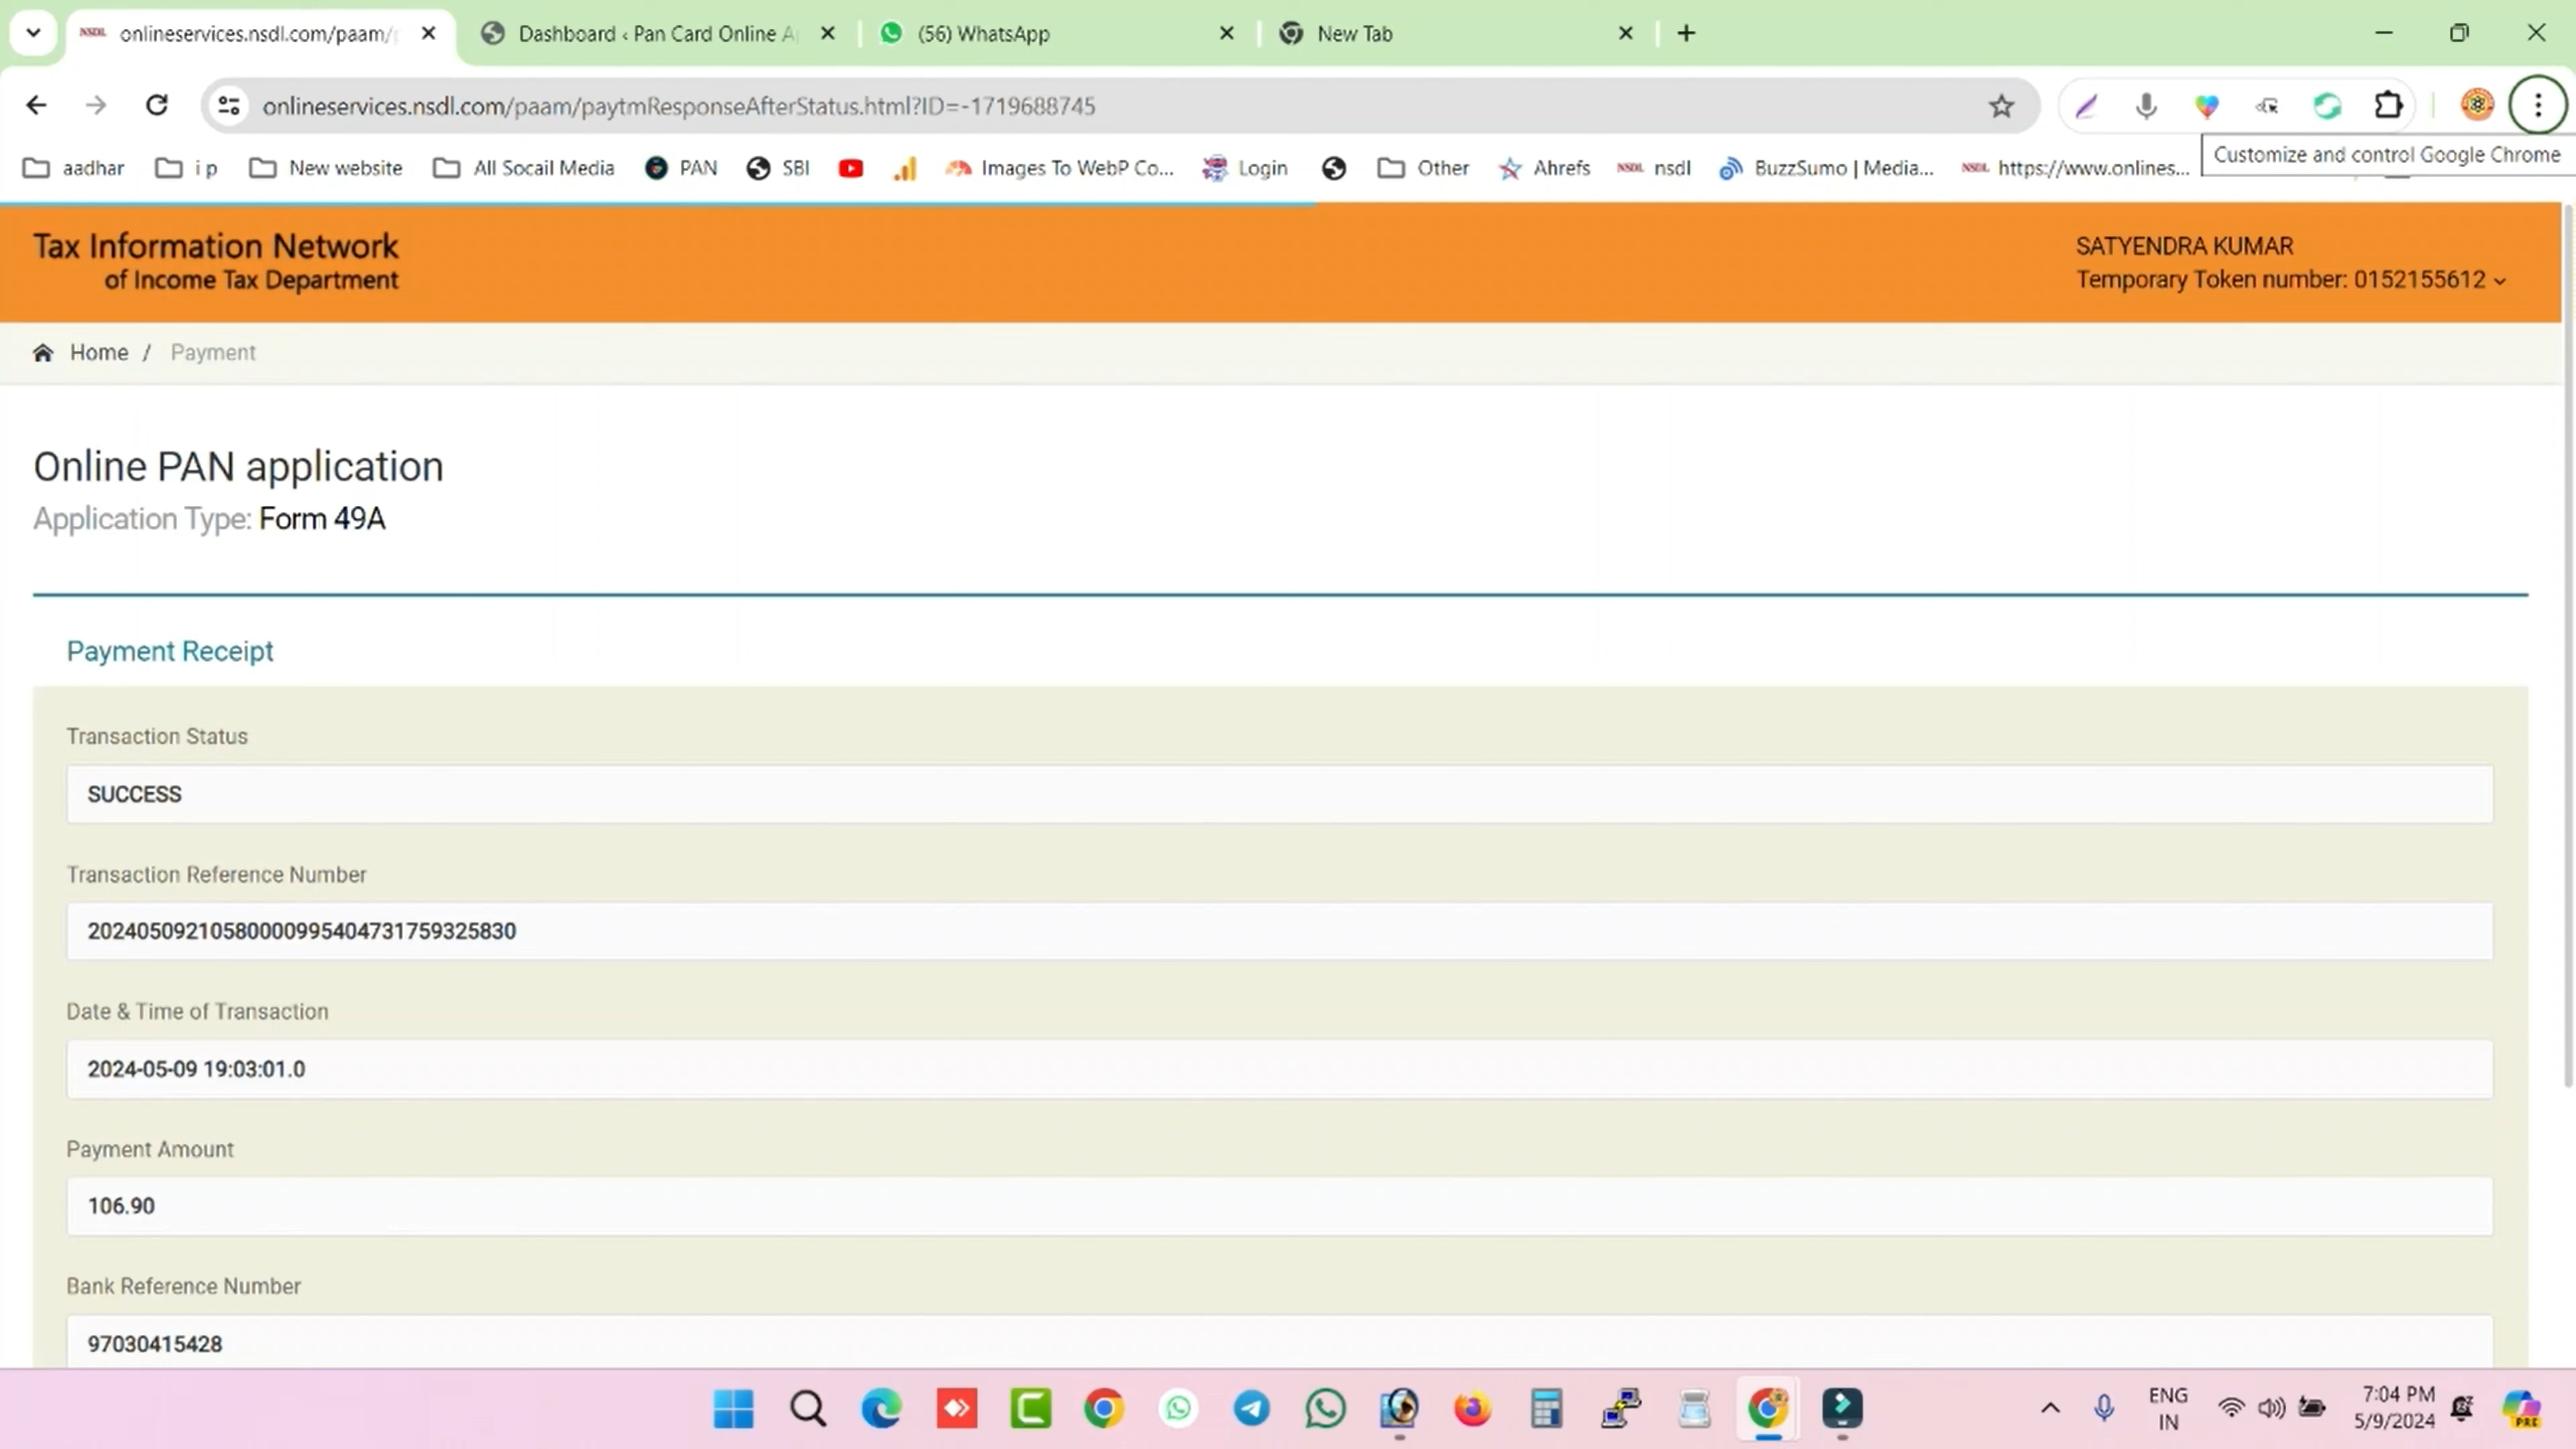 NSDL onlineservices.nsdl.com/paam/p
Dashboard ‹ Pan Card Online A
(56) WhatsApp
New Tab
onlineservices.nsdl.com/paam/paytmResponseAfterStatus.html?ID=-1719688745
aadhar
i p
New website
All Socail Media
PAN
SBI
Images To WebP Co...
Login
Other
Ahrefs
NSDL nsdl
BuzzSumo | Media...
NSDL https://www.onlines...
Customize and control Google Chrome
Tax Information Network
of Income Tax Department
SATYENDRA KUMAR
Temporary Token number: 0152155612
Home / Payment
Online PAN application
Application Type: Form 49A
Payment Receipt
Transaction Status
SUCCESS
Transaction Reference Number
20240509210580000995404731759325830
Date & Time of Transaction
2024-05-09 19:03:01.0
Payment Amount
106.90
Bank Reference Number
97030415428
ENG
IN
7:04 PM
5/9/2024
PRE